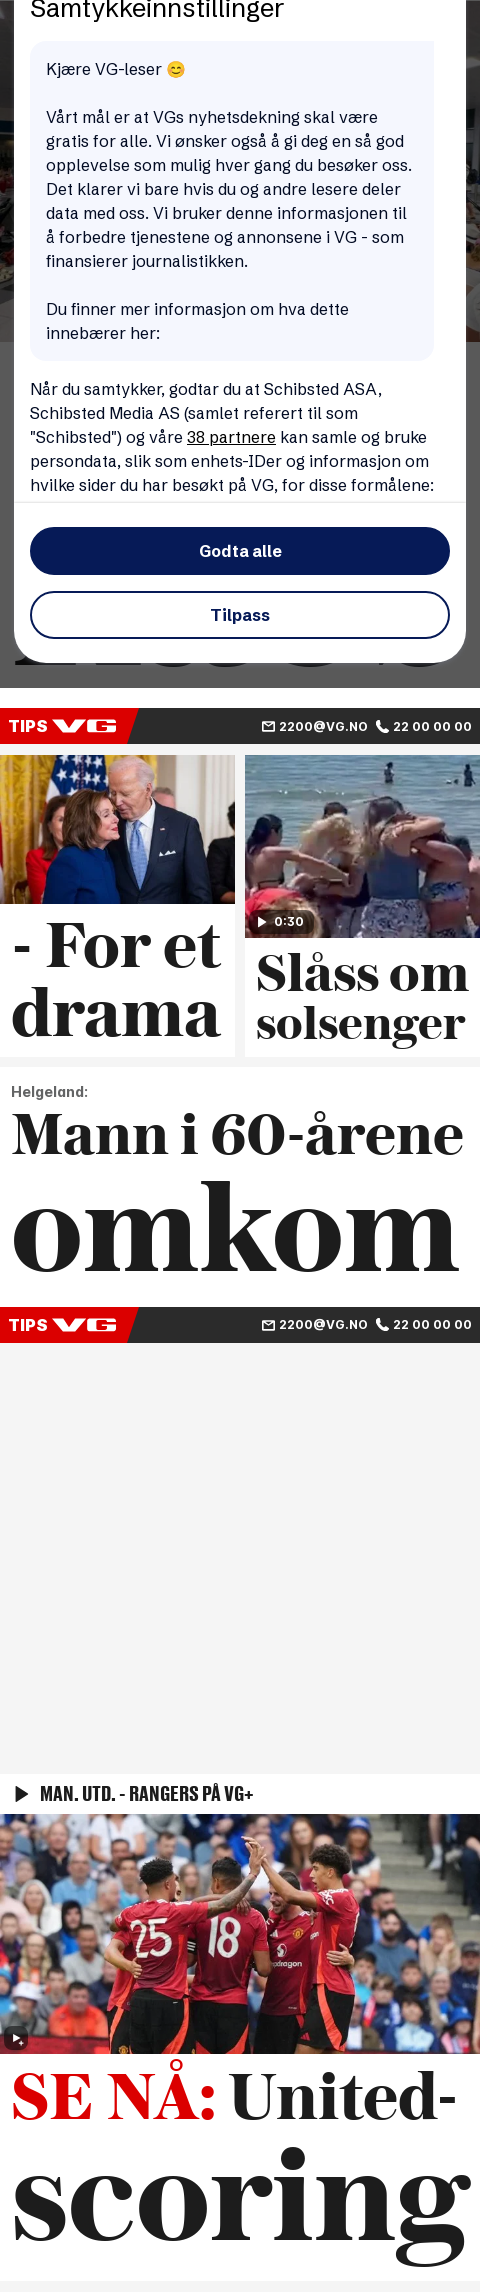 Samtykkeinnstillinger
Kjære VG-leser 😊
Vårt mål er at VGs nyhetsdekning skal være
gratis for alle. Vi ønsker også å gi deg en så god
opplevelse som mulig hver gang du besøker oss.
Det klarer vi bare hvis du og andre lesere deler
data med oss. Vi bruker denne informasjonen til
å forbedre tjenestene og annonsene i VG - som
finansierer journalistikken.
Du finner mer informasjon om hva dette
innebærer her:
Når du samtykker, godtar du at Schibsted ASA,
Schibsted Media AS (samlet referert til som
"Schibsted") og våre 38 partnere kan samle og bruke
persondata, slik som enhets-IDer og informasjon om
hvilke sider du har besøkt på VG, for disse formålene:
Godta alle
Tilpass
TIPS VG 2200@VG.NO 22 00 00 00
- For et
drama
0:30
Slåss om
solsenger
Helgeland:
Mann i 60-årene
omkom
TIPS VG 2200@VG.NO 22 00 00 00
MAN. UTD. - RANGERS PÅ VG+
25
18
SE NÅ: United-
scoring